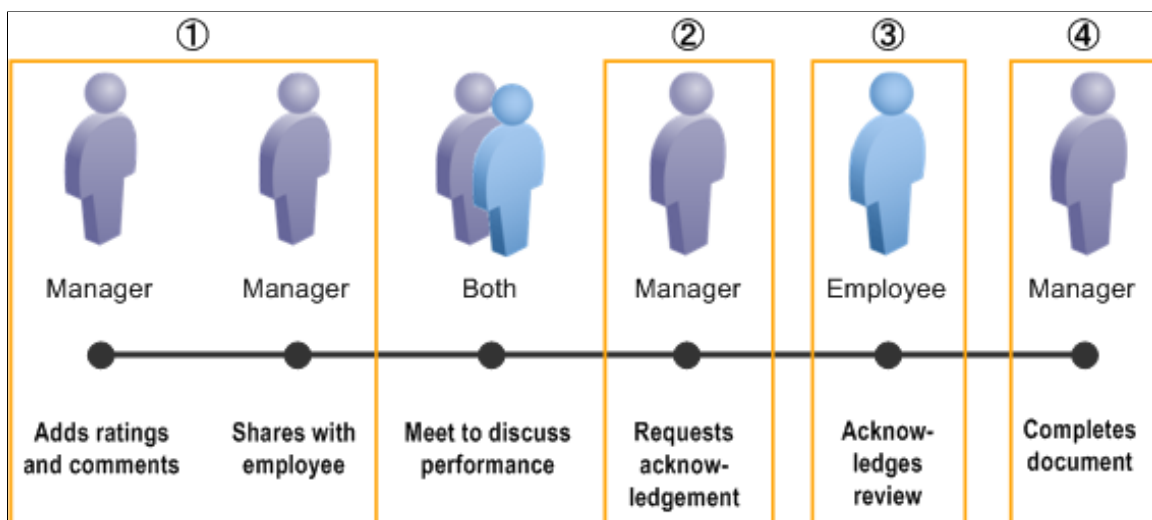 ① ② ③ ④
Manager Manager Both Manager Employee Manager
Adds ratings
and comments
Shares with
employee
Meet to discuss
performance
Requests
acknow-
ledgement
Acknow-
ledges
review
Completes
document